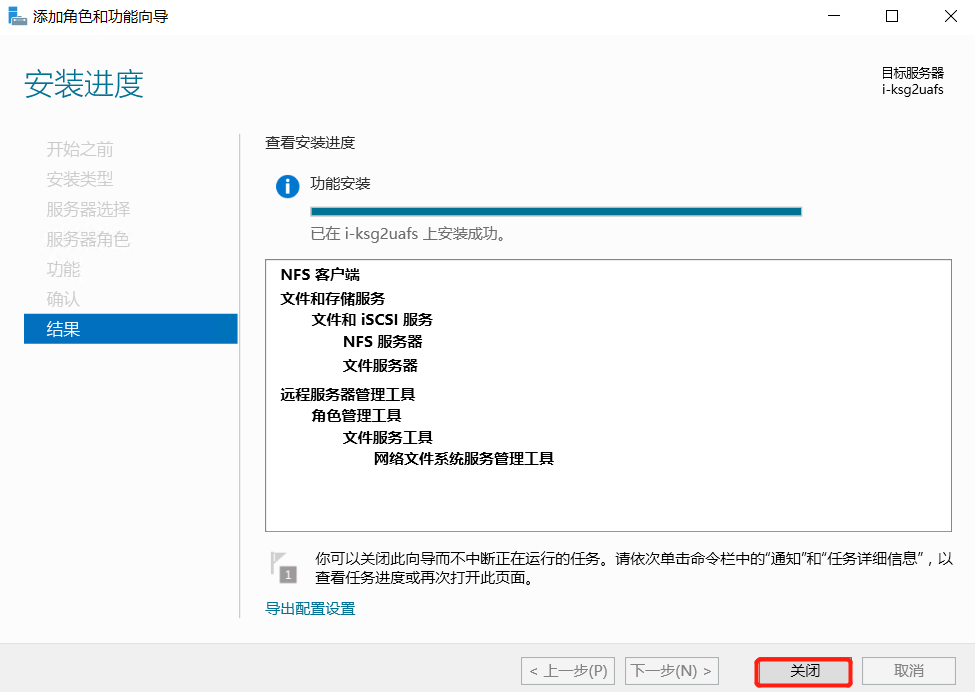 添加角色和功能向导
安装进度
目标服务器
i-ksg2uafs
开始之前
安装类型
服务器选择
服务器角色
功能
确认
结果
查看安装进度
功能安装
已在 i-ksg2uafs 上安装成功。
NFS 客户端
文件和存储服务
文件和 iSCSI 服务
NFS 服务器
文件服务器
远程服务器管理工具
角色管理工具
文件服务工具
网络文件系统服务管理工具
1
你可以关闭此向导而不中断正在运行的任务。请依次单击命令栏中的“通知”和“任务详细信息”，以
查看任务进度或再次打开此页面。
导出配置设置
< 上一步(P)
下一步(N) >
关闭
取消